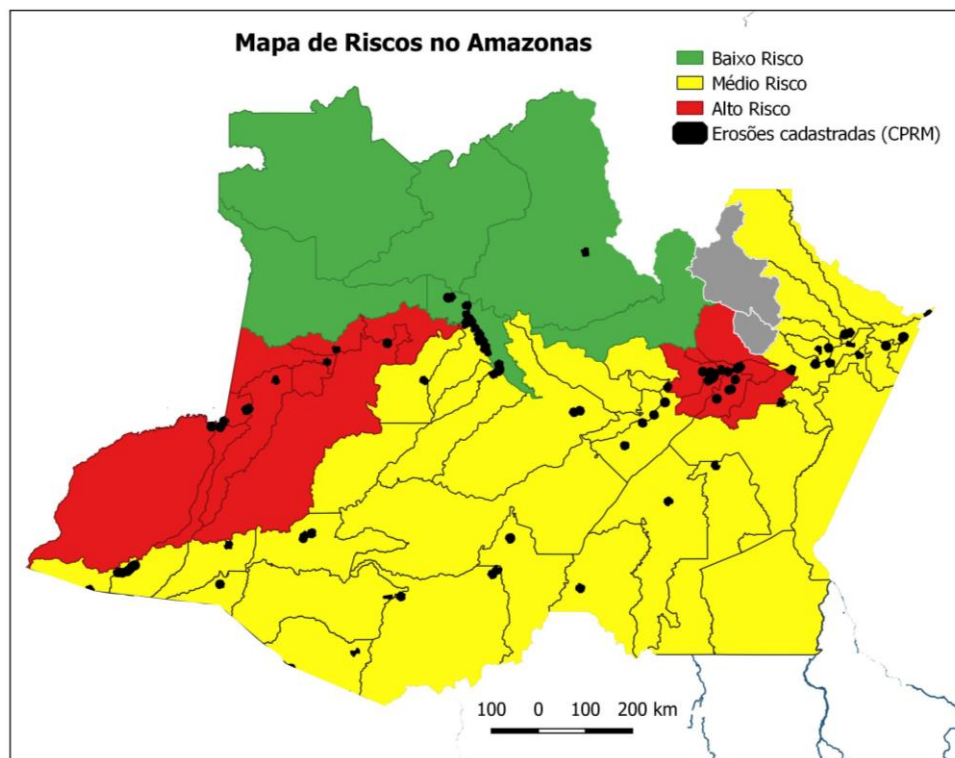 Mapa de Riscos no Amazonas
Baixo Risco
Médio Risco
Alto Risco
Erosões cadastradas (CPRM)
100 0 100 200 km